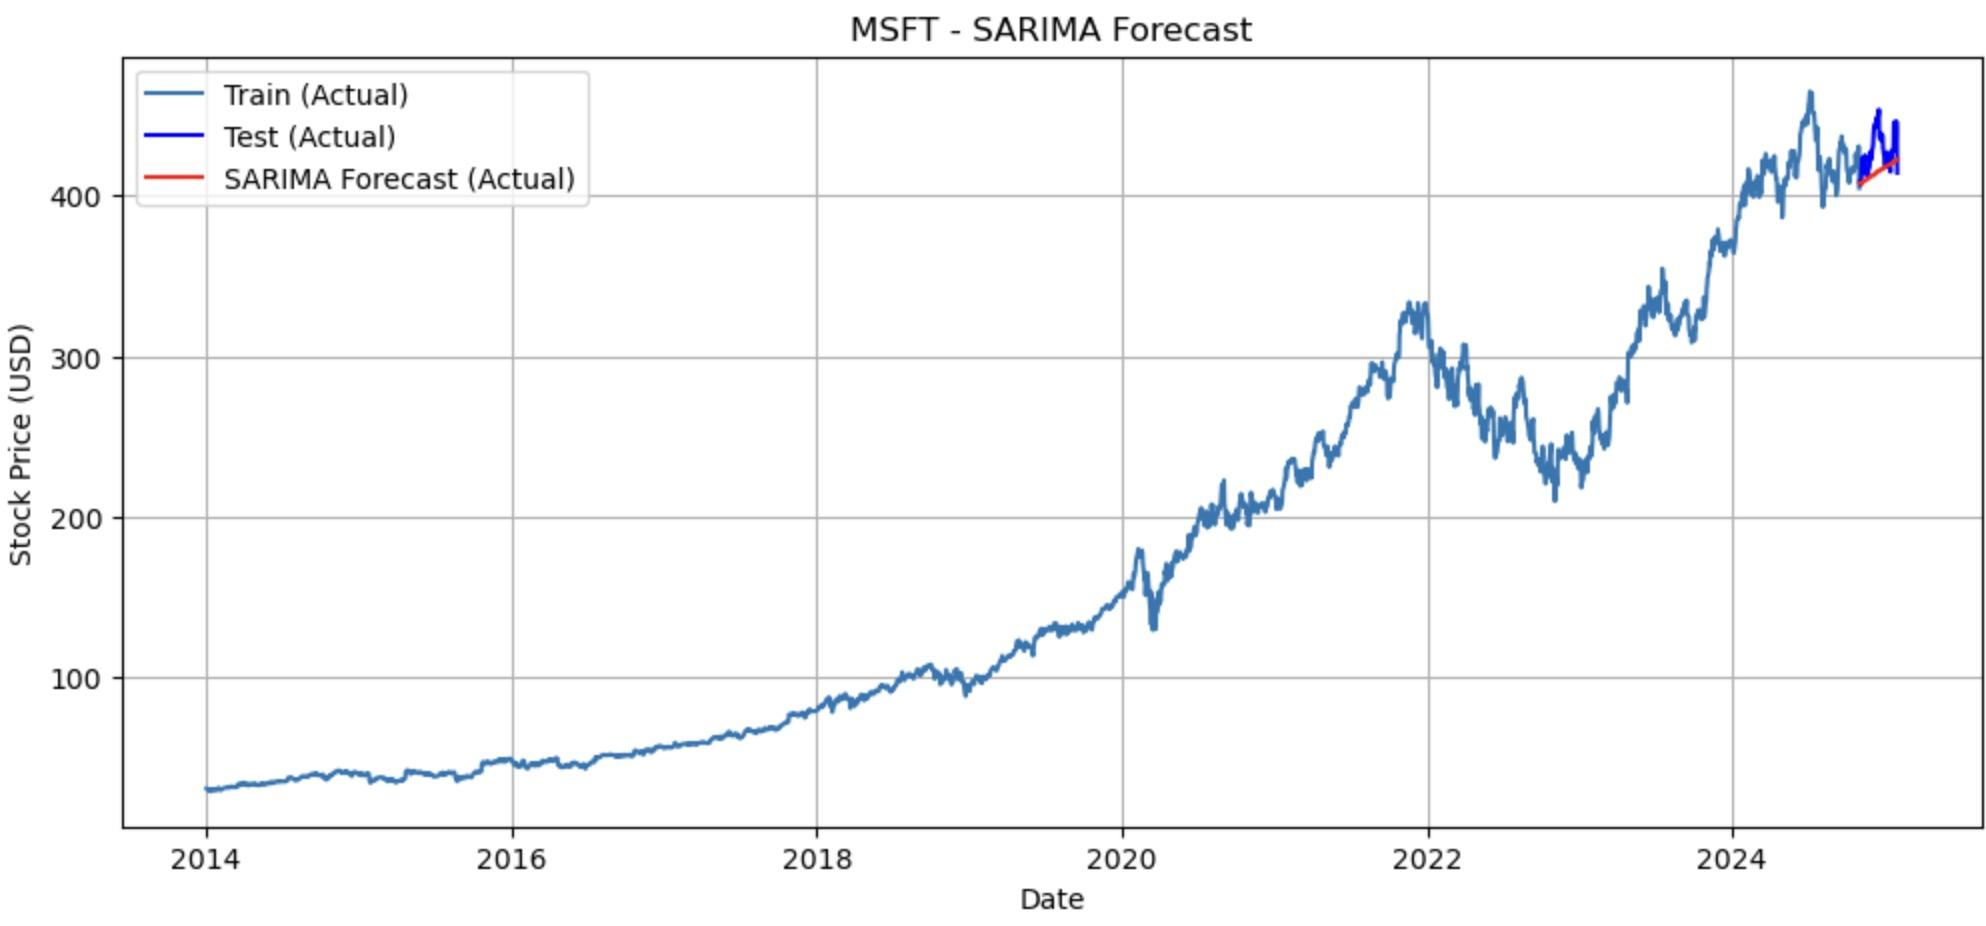 MSFT - SARIMA Forecast
Train (Actual)
Test (Actual)
SARIMA Forecast (Actual)
Stock Price (USD)
400
300
200
100
2014 2016 2018 2020 2022 2024
Date